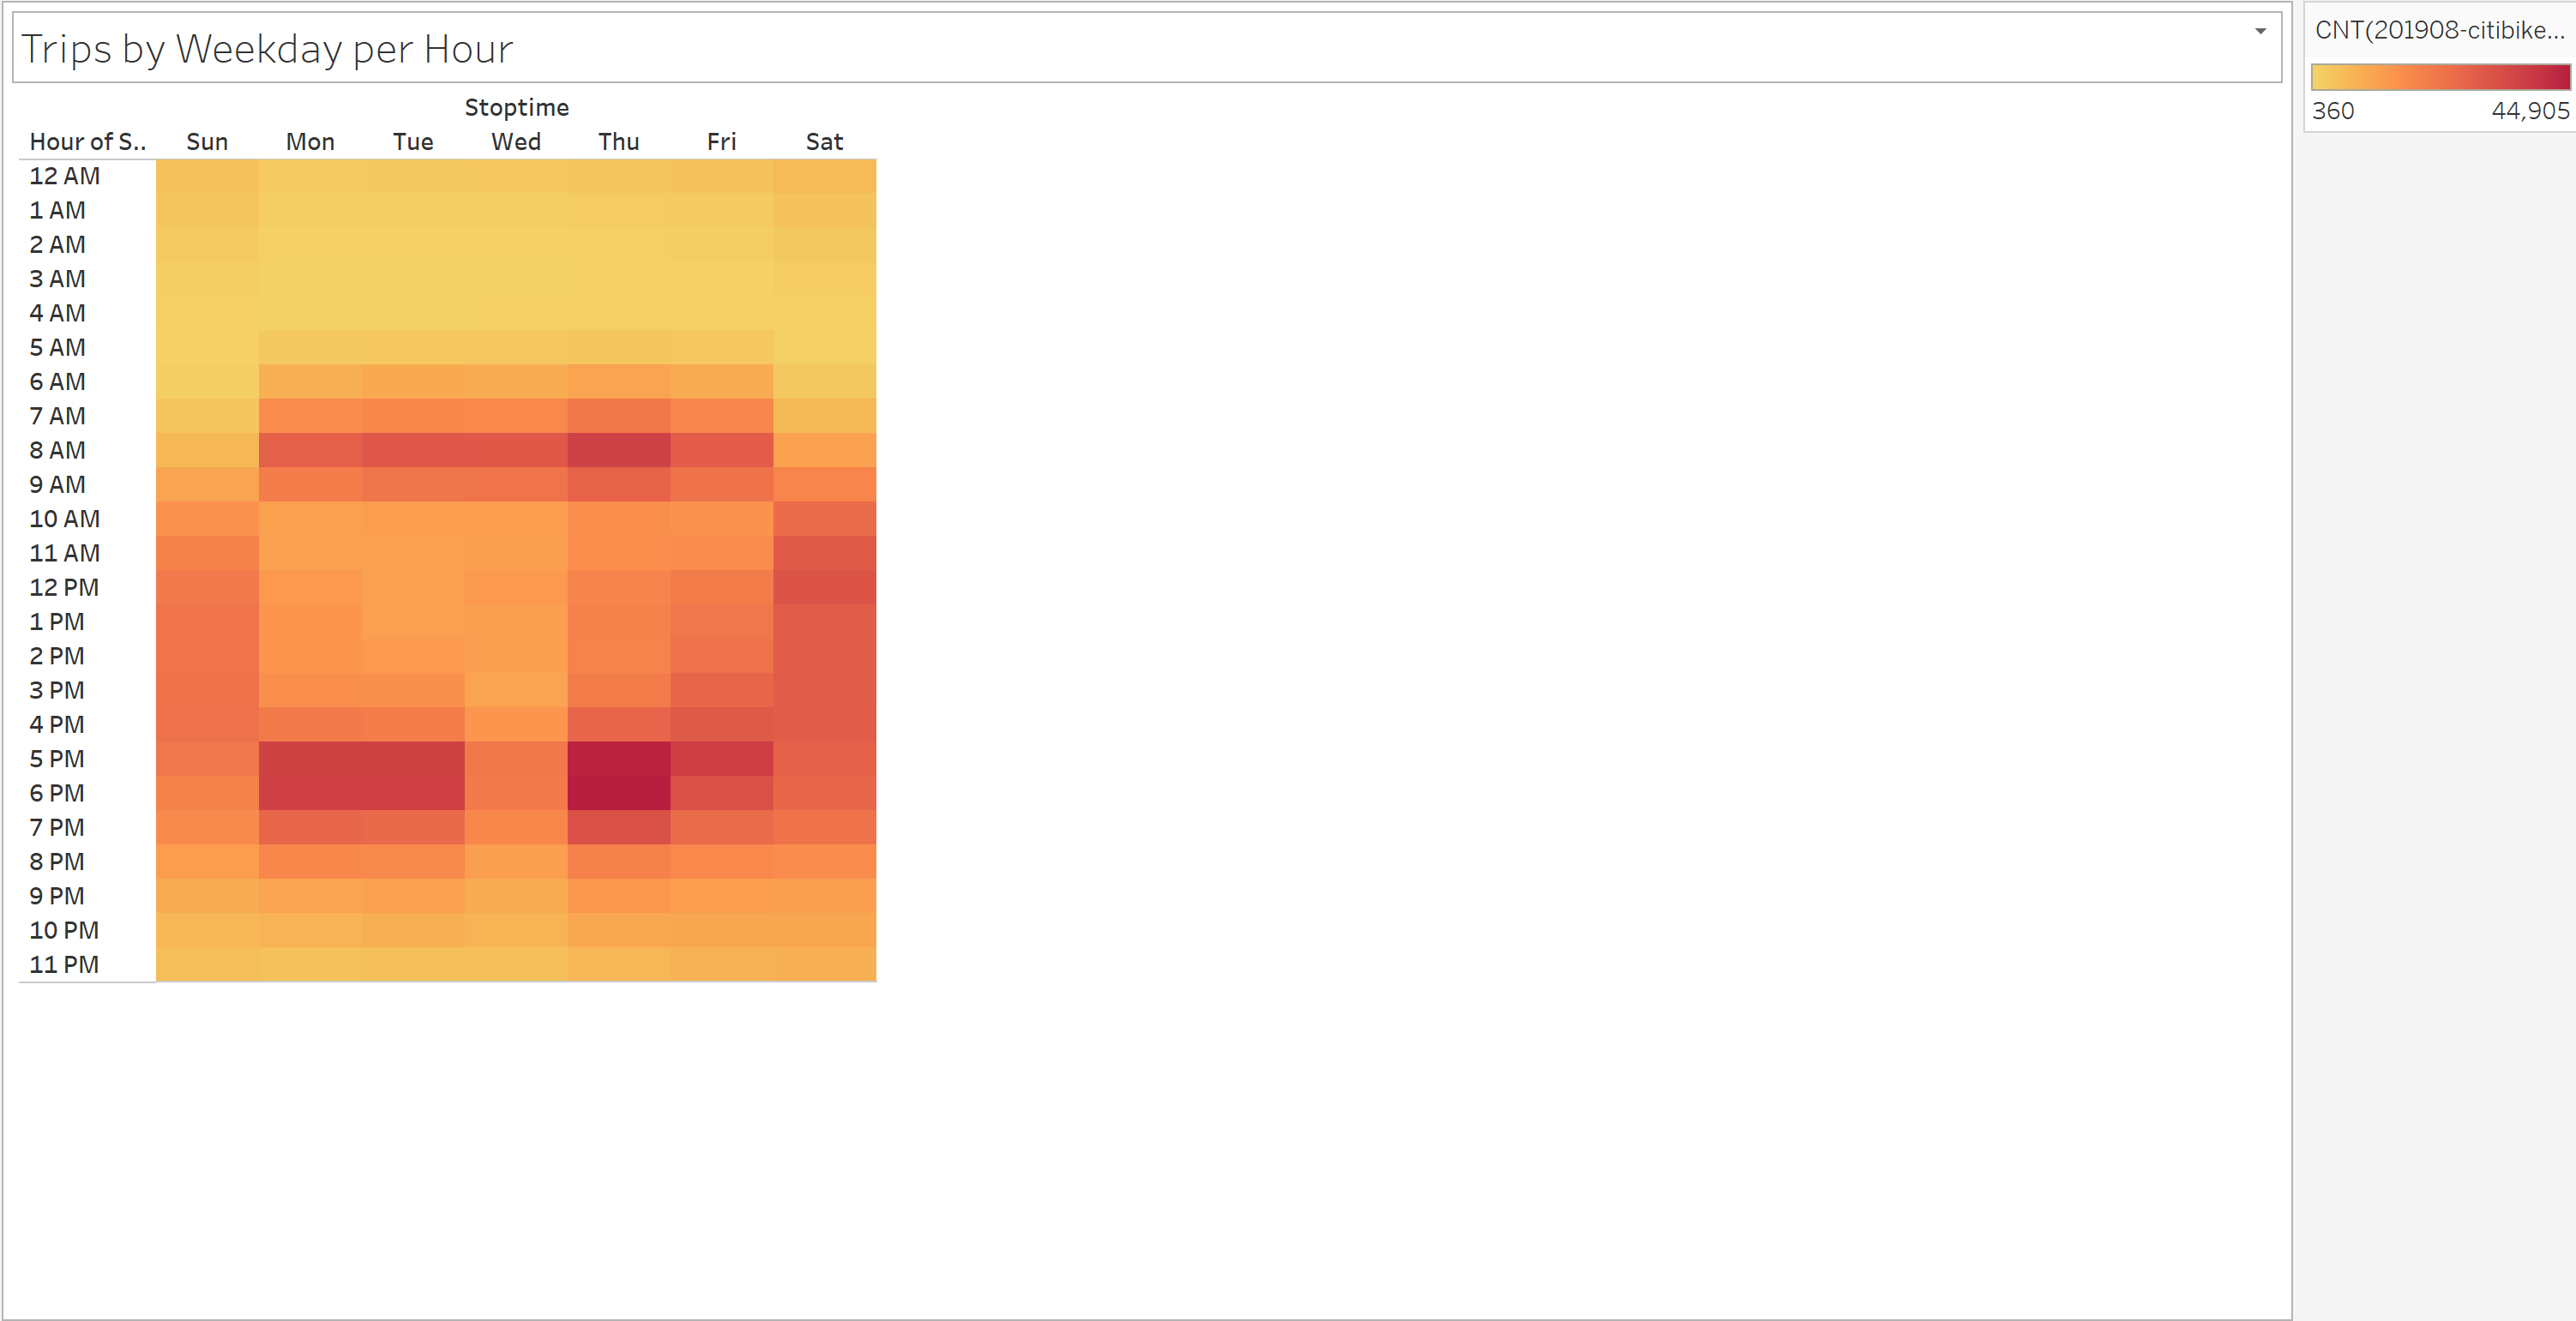 Trips by Weekday per Hour
CNT(201908-citibike...
360 44,905
Stoptime
Hour of S.. Sun Mon Tue Wed Thu Fri Sat
12 AM
1 AM
2 AM
3 AM
4 AM
5 AM
6 AM
7 AM
8 AM
9 AM
10 AM
11 AM
12 PM
1 PM
2 PM
3 PM
4 PM
5 PM
6 PM
7 PM
8 PM
9 PM
10 PM
11 PM